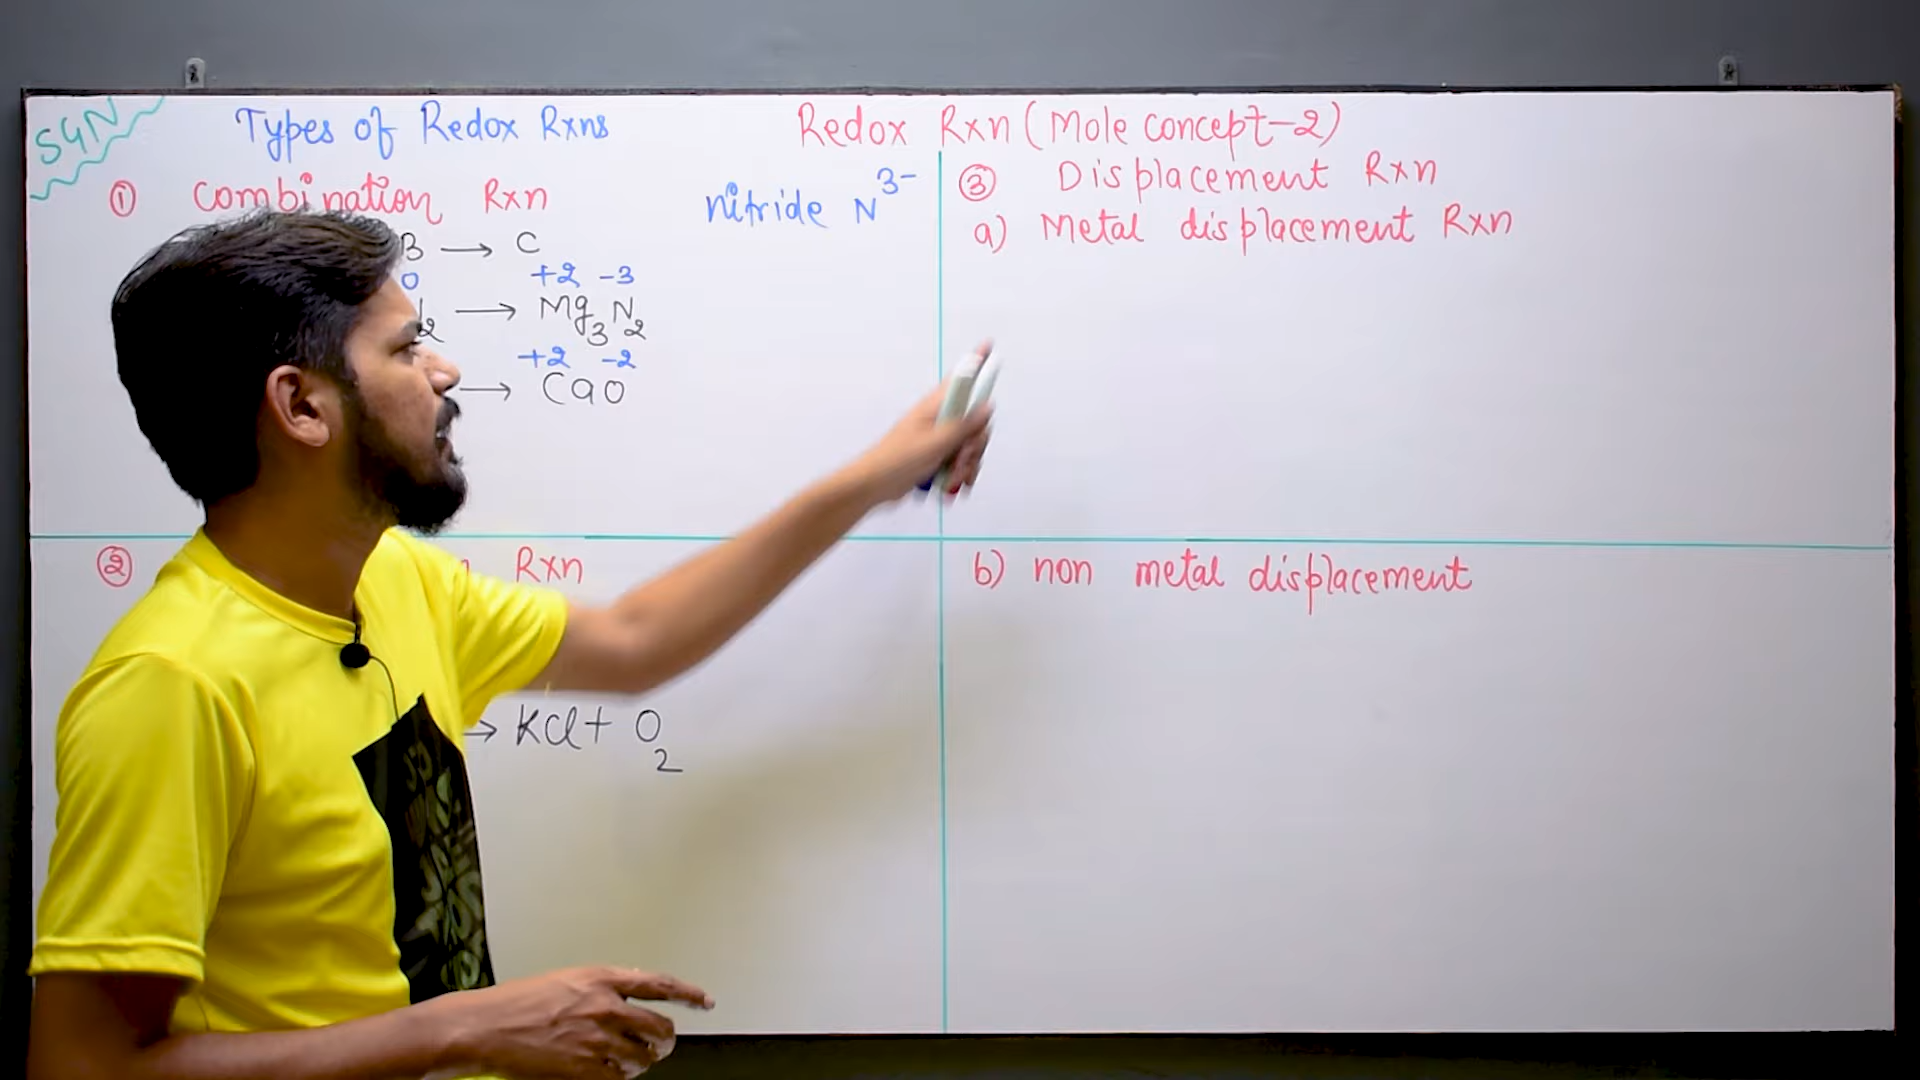 SGN
Types of Redox Rxns
Redox Rxn (Mole concept-2)
① Combination Rxn
nitride N³⁻
B ⟶ C
0 +2 -3
⟶ Mg₃N₂
+2 -2
⟶ CaO
② Rxn
→ KCl + O₂
③ Displacement Rxn
a) Metal displacement Rxn
b) non metal displacement